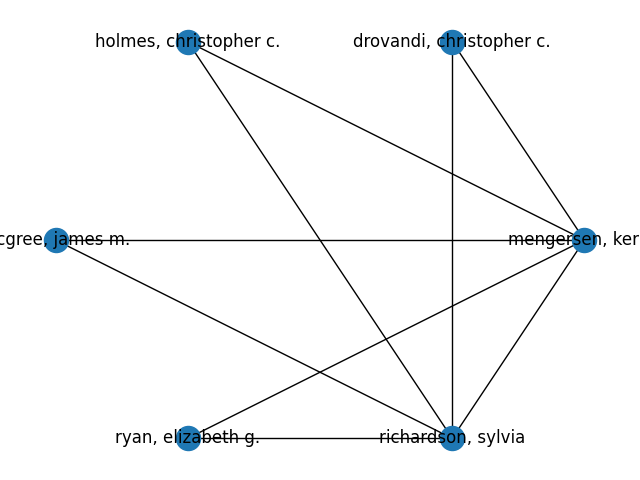 holmes, christopher c.
drovandi, christopher c.
cgree, james m.
mengersen, ker
ryan, elizabeth g.
richardson, sylvia